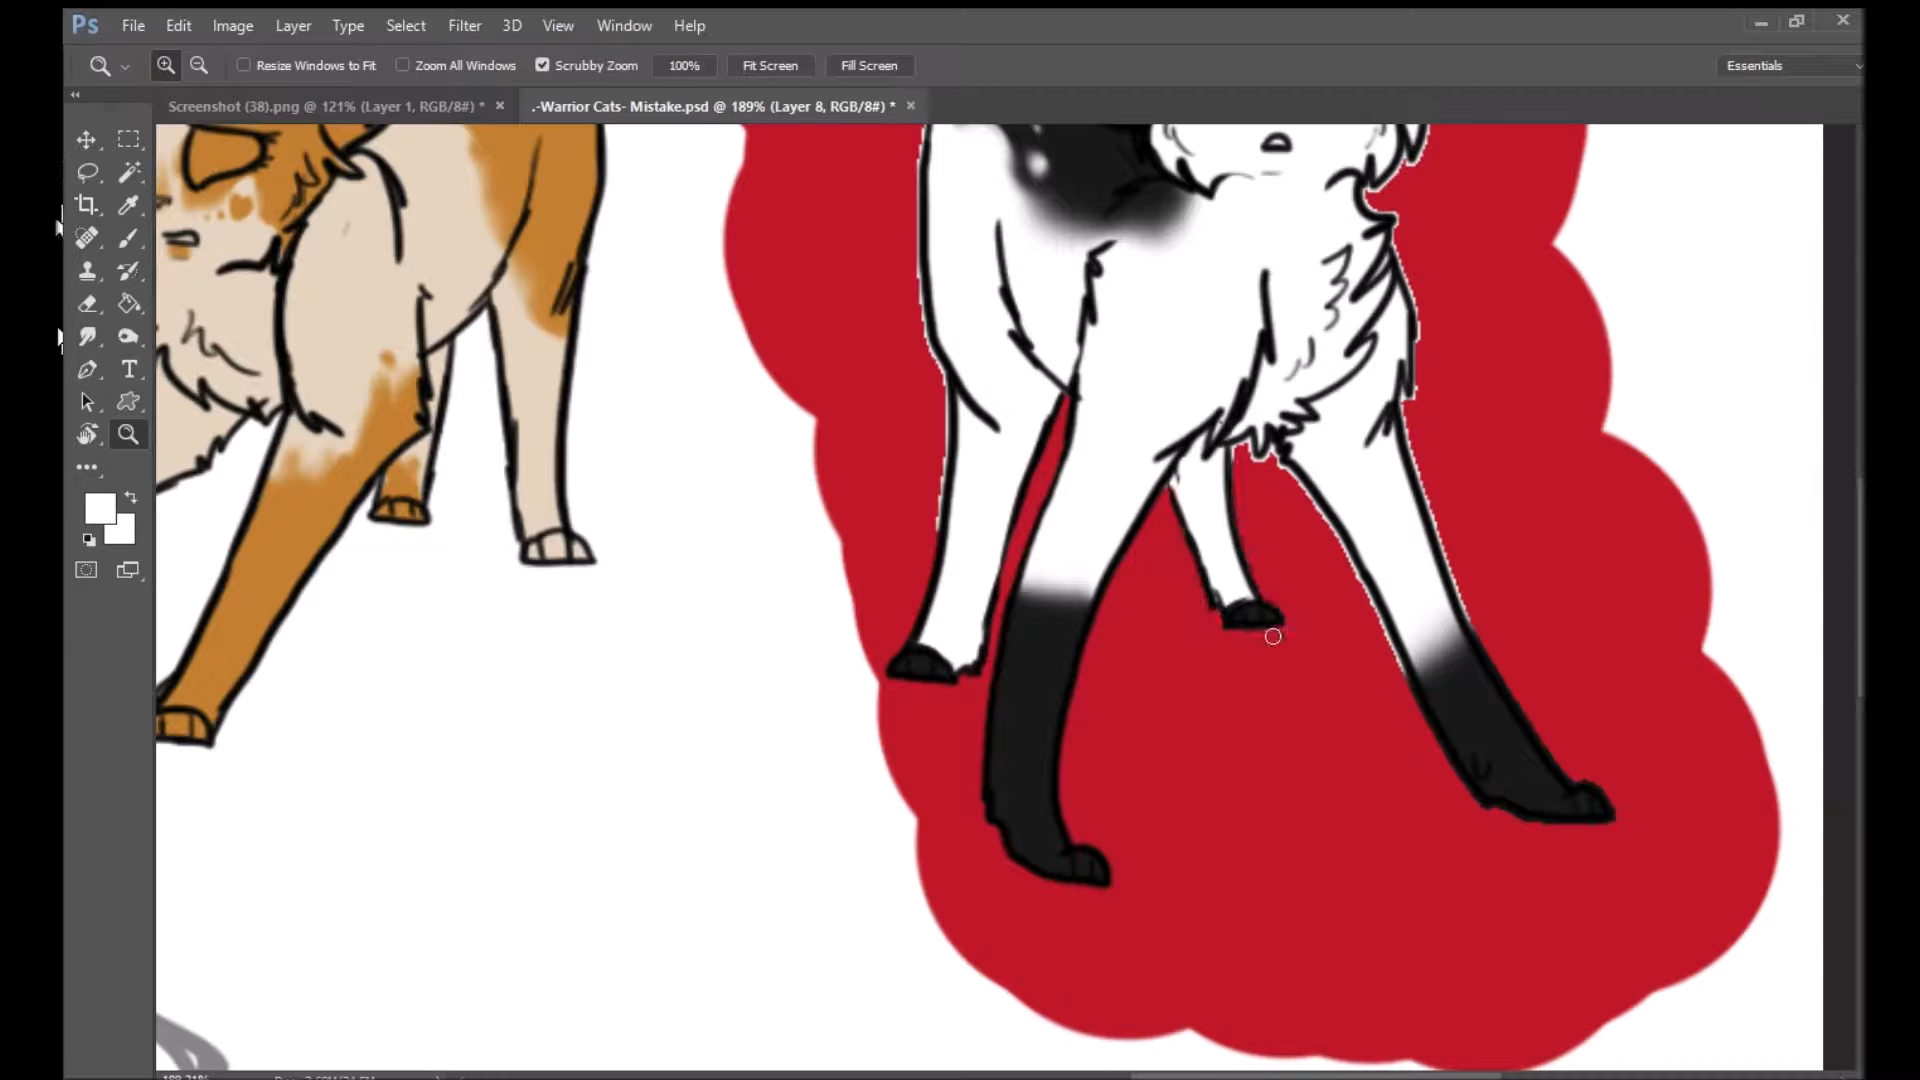 Ps File Edit Image Layer Type Select Filter 3D View Window Help
Resize Windows to Fit Zoom All Windows Scrubby Zoom 100% Fit Screen Fill Screen Essentials
Screenshot (38).png @ 121% (Layer 1, RGB/8#) * .-Warrior Cats- Mistake.psd @ 189% (Layer 8, RGB/8#) *
T